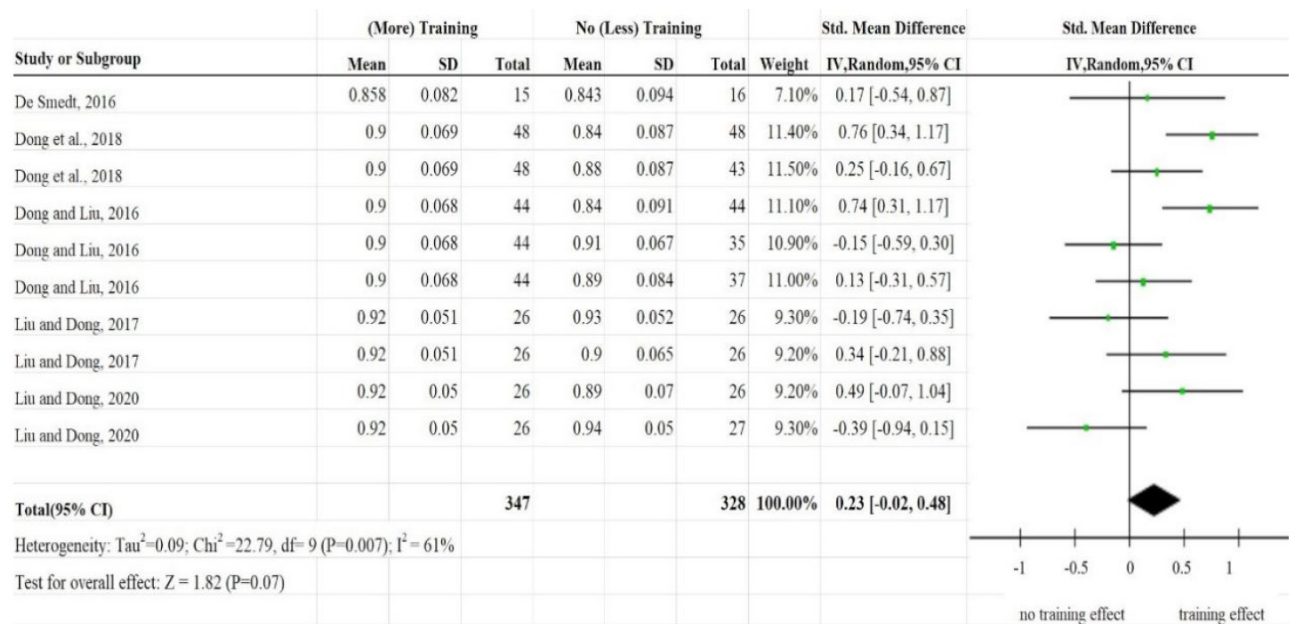 (More) Training No (Less) Training Std. Mean Difference Std. Mean Difference
Study or Subgroup Mean SD Total Mean SD Total Weight IV,Random,95% CI IV,Random,95% CI
De Smedt, 2016 0.858 0.082 15 0.843 0.094 16 7.10% 0.17 [-0.54, 0.87]
Dong et al., 2018 0.9 0.069 48 0.84 0.087 48 11.40% 0.76 [0.34, 1.17]
Dong et al., 2018 0.9 0.069 48 0.88 0.087 43 11.50% 0.25 [-0.16, 0.67]
Dong and Liu, 2016 0.9 0.068 44 0.84 0.091 44 11.10% 0.74 [0.31, 1.17]
Dong and Liu, 2016 0.9 0.068 44 0.91 0.067 35 10.90% -0.15 [-0.59, 0.30]
Dong and Liu, 2016 0.9 0.068 44 0.89 0.084 37 11.00% 0.13 [-0.31, 0.57]
Liu and Dong, 2017 0.92 0.051 26 0.93 0.052 26 9.30% -0.19 [-0.74, 0.35]
Liu and Dong, 2017 0.92 0.051 26 0.9 0.065 26 9.20% 0.34 [-0.21, 0.88]
Liu and Dong, 2020 0.92 0.05 26 0.89 0.07 26 9.20% 0.49 [-0.07, 1.04]
Liu and Dong, 2020 0.92 0.05 26 0.94 0.05 27 9.30% -0.39 [-0.94, 0.15]
Total(95% CI) 347 328 100.00% 0.23 [-0.02, 0.48]
Heterogeneity: Tau²=0.09; Chi²=22.79, df= 9 (P=0.007); I² = 61%
Test for overall effect: Z = 1.82 (P=0.07)
-1 -0.5 0 0.5 1
no training effect training effect